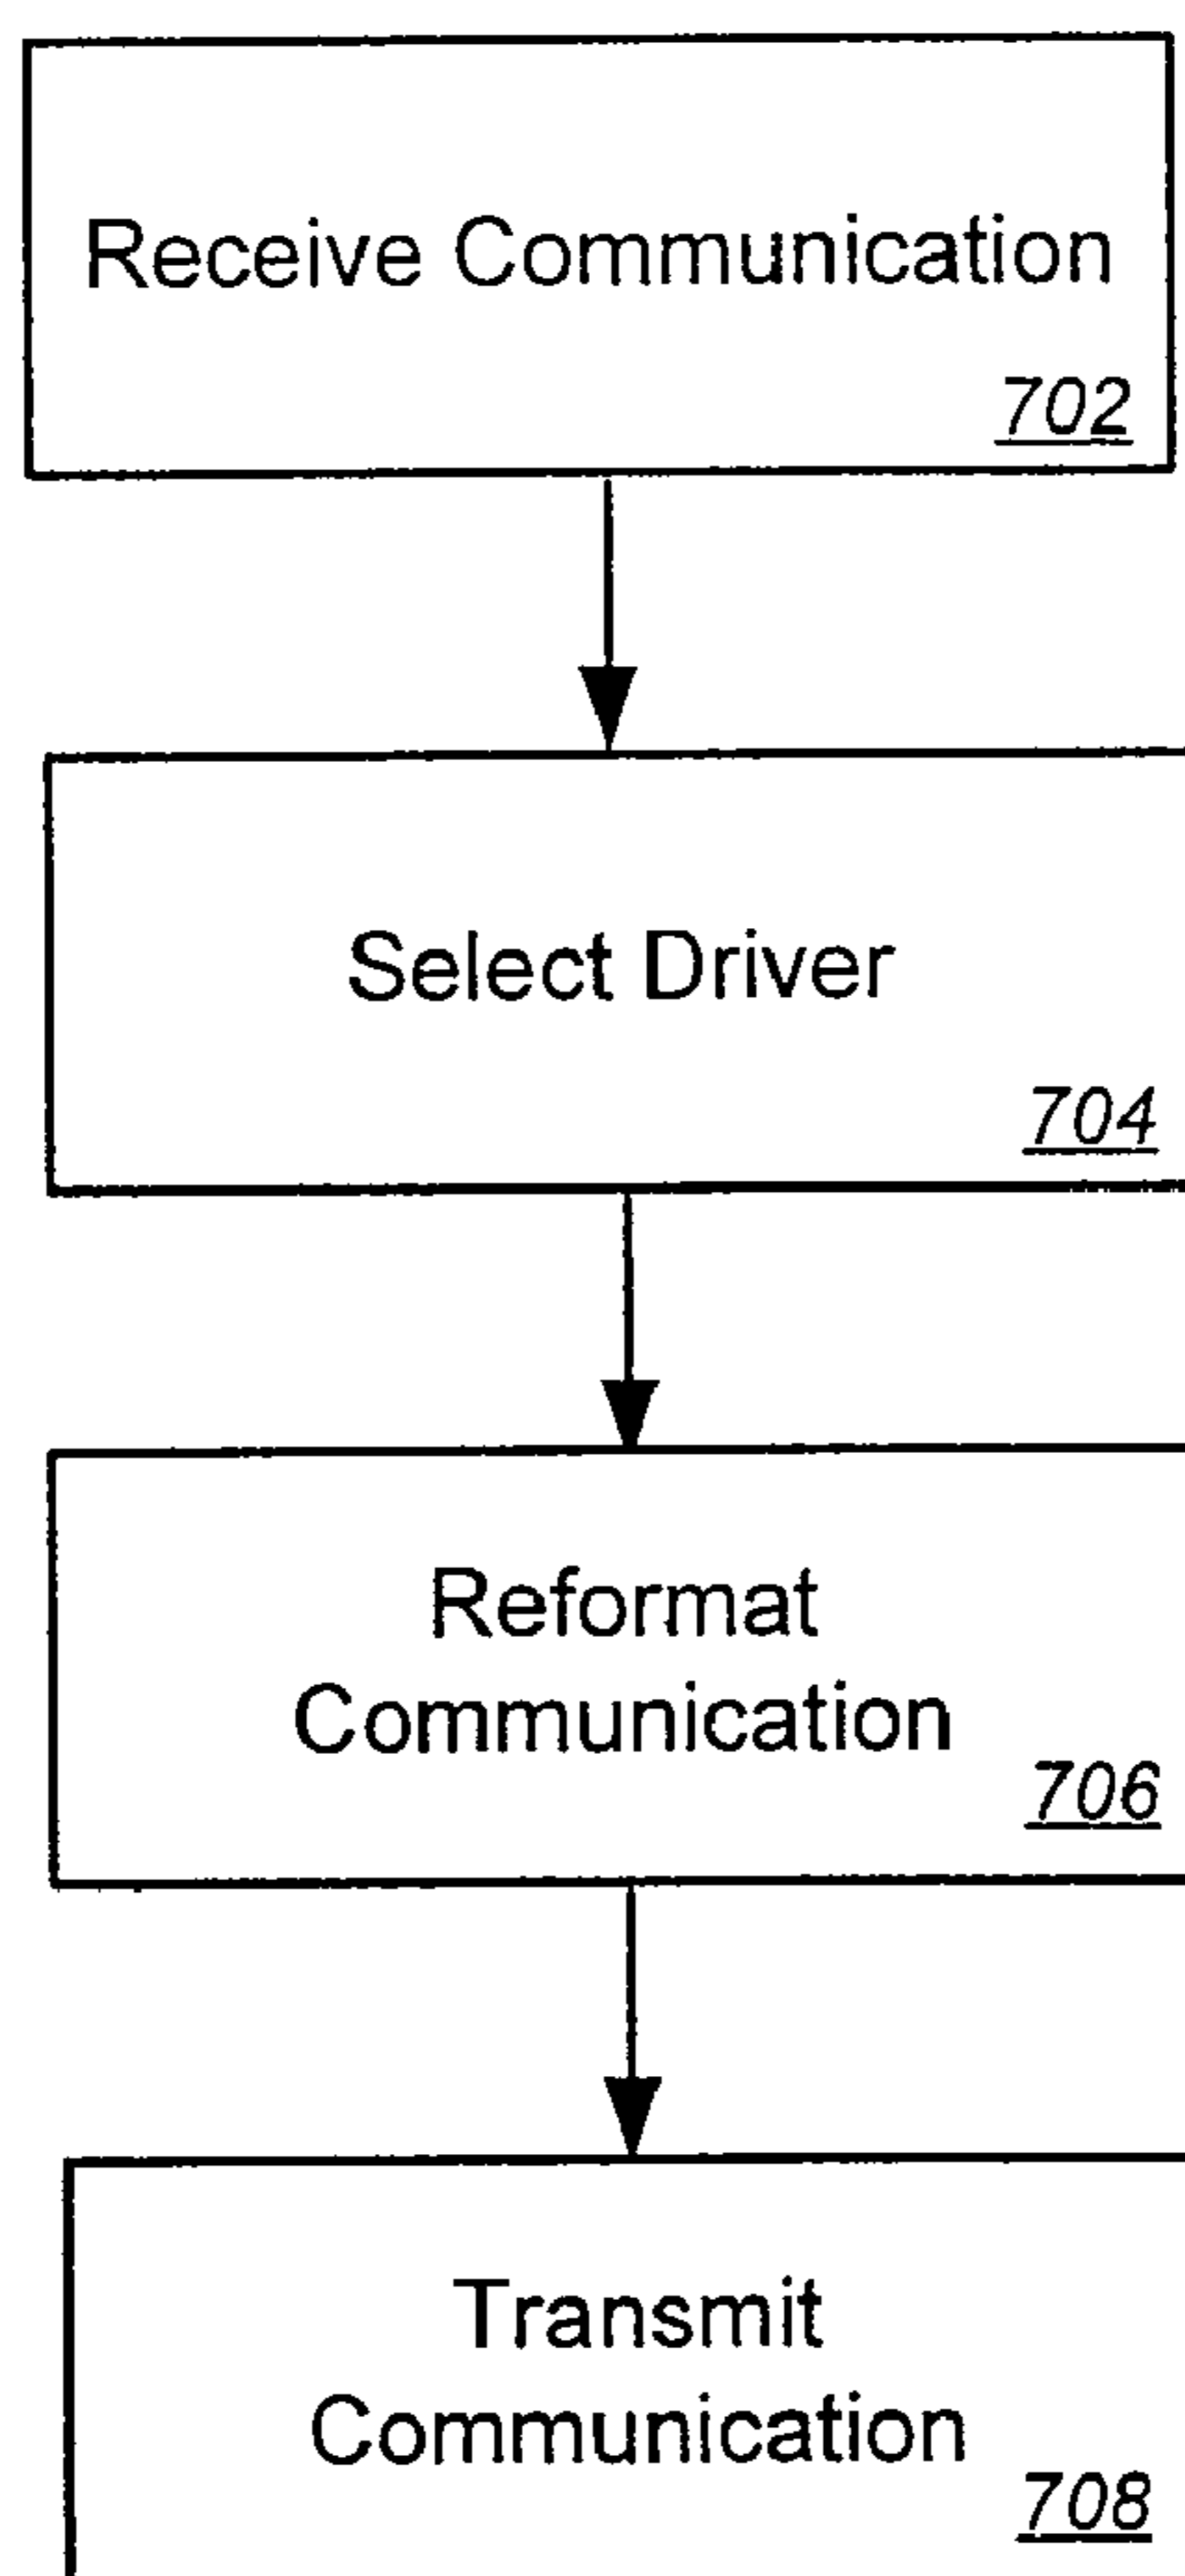 Receive Communication
702
Select Driver
704
Reformat
Communication
706
Transmit
Communication
708